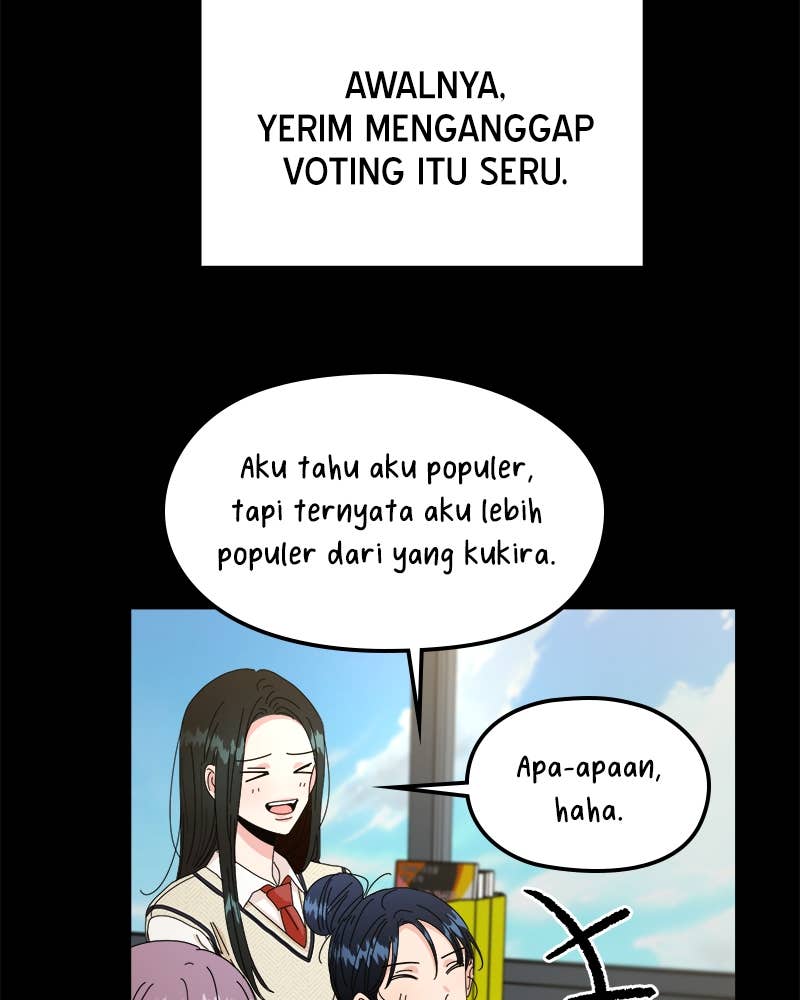 AWALNYA,
YERIM MENGANGGAP
VOTING ITU SERU.
Aku tahu aku populer,
tapi ternyata aku lebih
populer dari yang kukira.
Apa-apaan,
haha.